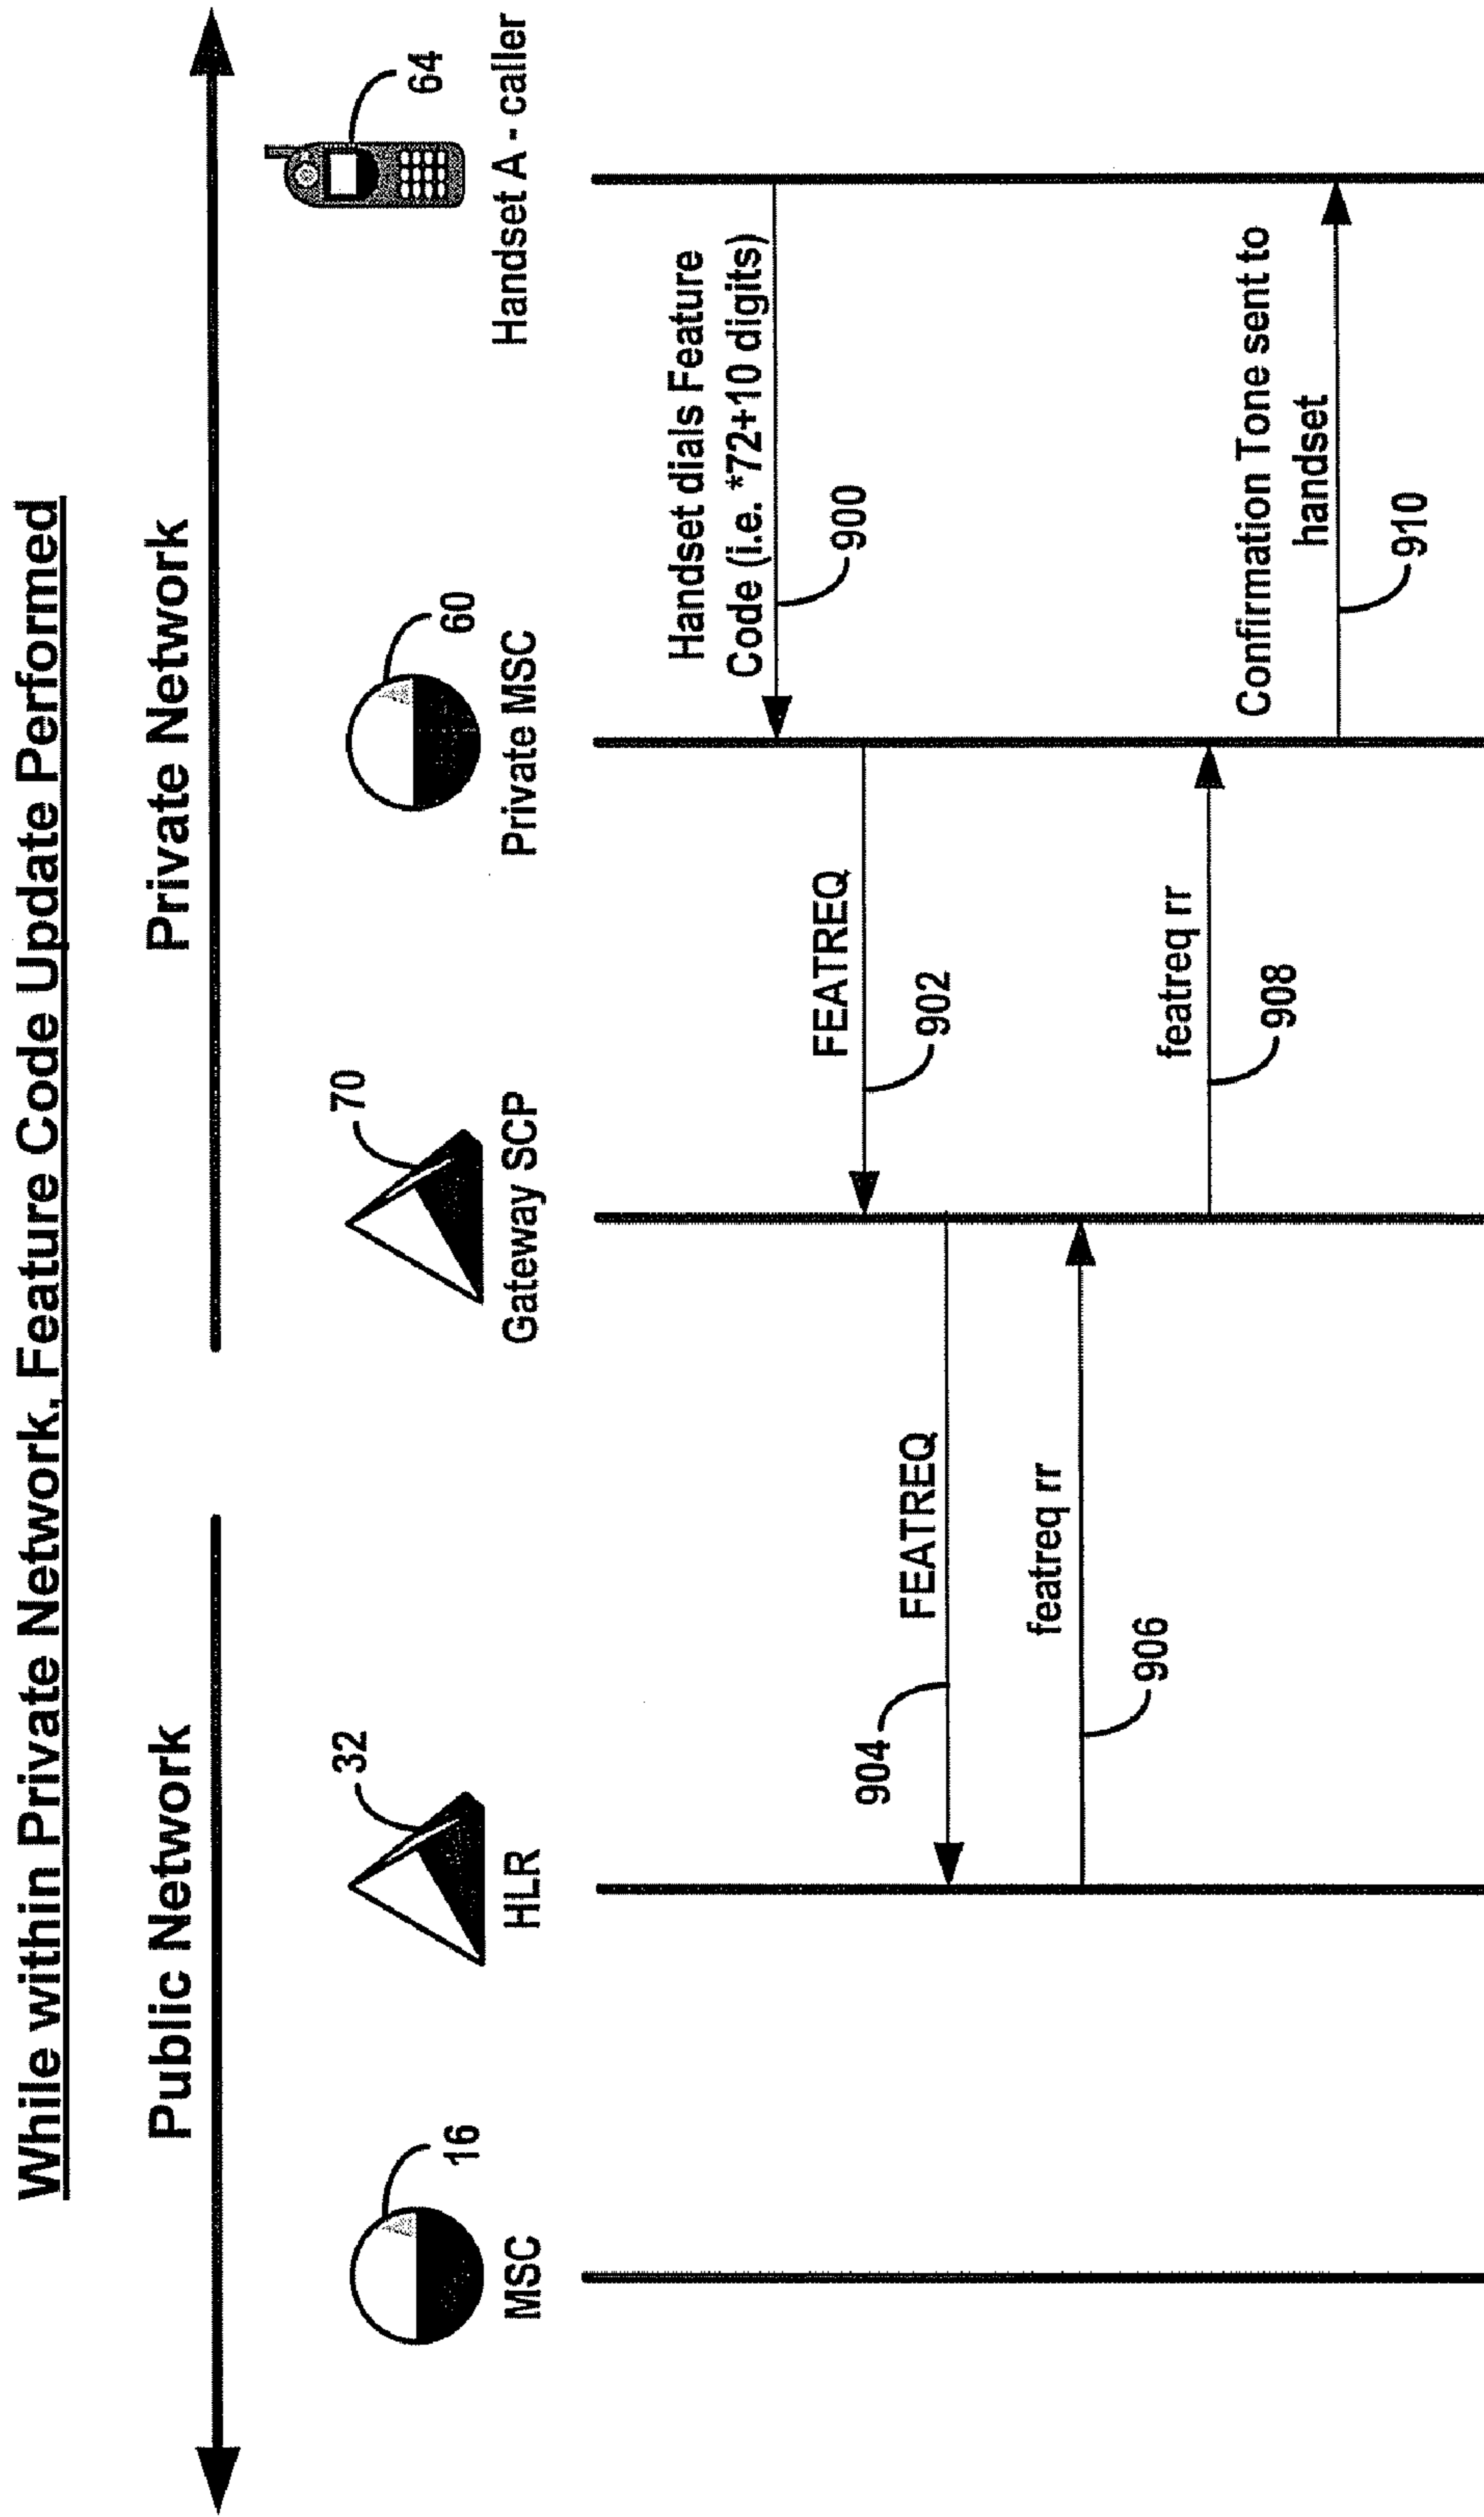 While within Private Network, Feature Code Update Performed
Public Network
Private Network
16
MSC
32
HLR
70
Gateway SCP
60
Private MSC
64
Handset A - caller
Handset dials Feature
Code (i.e. *72+10 digits)
900
FEATREQ
902
FEATREQ
904
featreq rr
906
featreq rr
908
Confirmation Tone sent to
handset
910